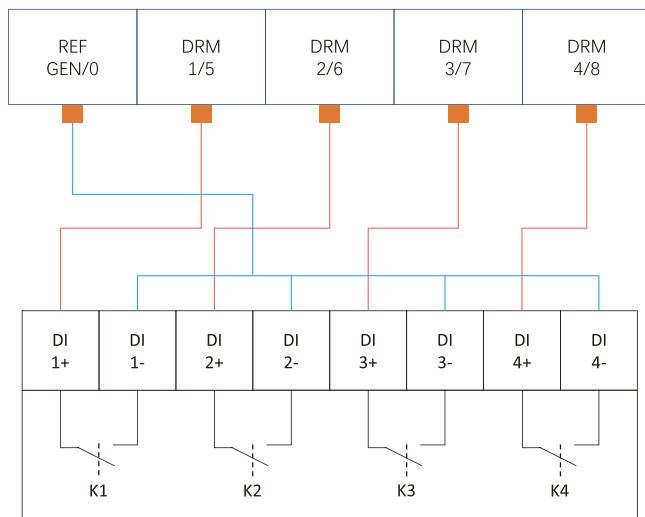 REF
GEN/0
DRM
1/5
DRM
2/6
DRM
3/7
DRM
4/8
DI
1+
DI
1-
DI
2+
DI
2-
DI
3+
DI
3-
DI
4+
DI
4-
K1
K2
K3
K4